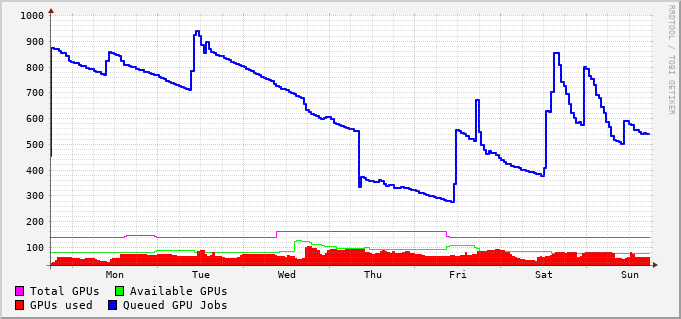 1000
900
800
700
600
500
400
300
200
100
Mon Tue Wed Thu Fri Sat Sun
Total GPUs Available GPUs
GPUs used Queued GPU Jobs
RRDTOOL / TOBI OETIKER